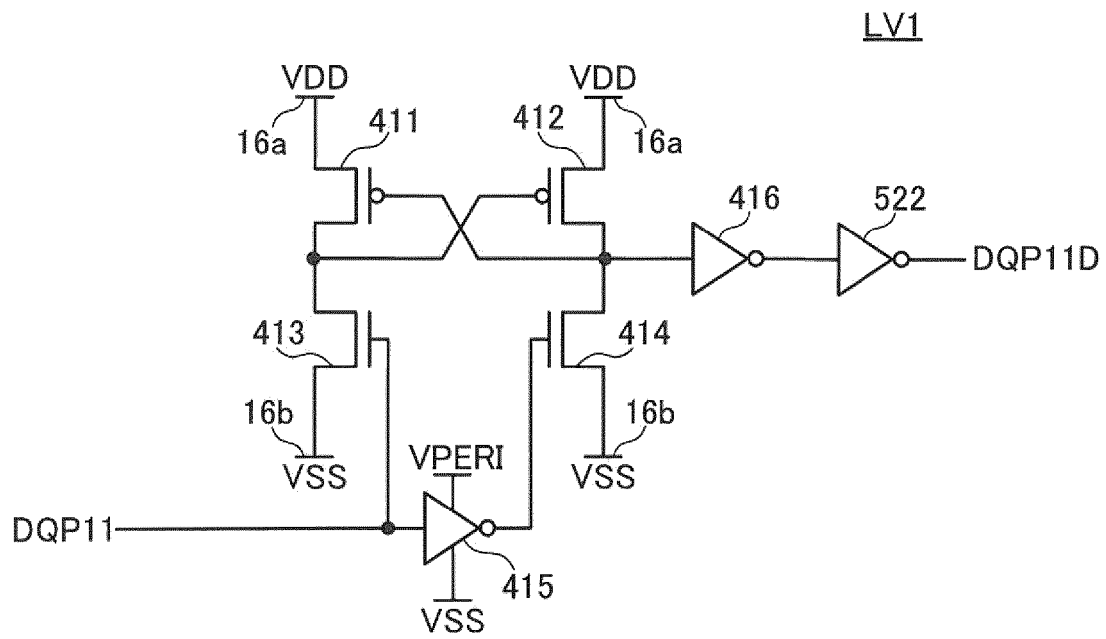 LV1
VDD
VDD
16a
411
412
16a
416
522
DQP11D
413
414
16b
16b
VSS
VPERI
VSS
DQP11
415
VSS